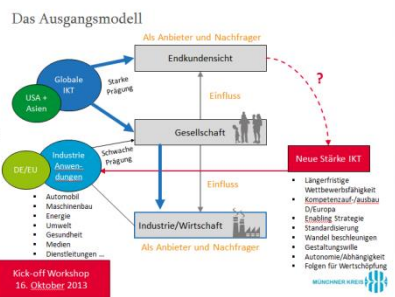 Das Ausgangsmodell
Als Anbieter und Nachfrager
Endkundensicht
Globale
IKT
Starke
Prägung
USA +
Asien
?
Einfluss
Gesellschaft
Schwache
Prägung
Industrie
Anwen-
dungen
DE/EU
Neue Stärke IKT
Einfluss
• Automobil
• Maschinenbau
• Energie
• Umwelt
• Gesundheit
• Medien
• Dienstleitungen ...
Industrie/Wirtschaft
Als Anbieter und Nachfrager
• Längerfristige
Wettbewerbsfähigkeit
• Kompetenzauf-/ausbau
D/Europa
• Enabling Strategie
• Standardisierung
• Wandel beschleunigen
• Gestaltungswille
• Autonomie/Abhängigkeit
• Folgen für Wertschöpfung
Kick-off Workshop
16. Oktober 2013
MÜNCHNER KREIS